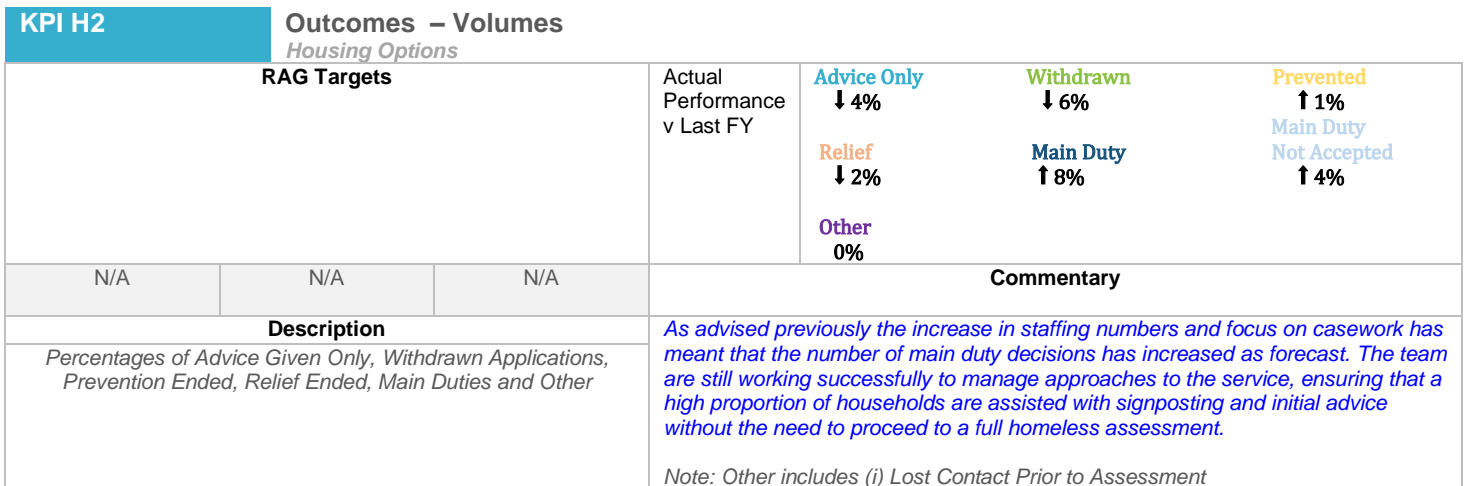 KPI H2
Outcomes – Volumes
Housing Options
RAG Targets
Actual
Performance
v Last FY
Advice Only
⬇ 4%
Withdrawn
⬇ 6%
Prevented
⬆ 1%
Relief
⬇ 2%
Main Duty
⬆ 8%
Main Duty
Not Accepted
⬆ 4%
Other
0%
N/A
N/A
N/A
Commentary
Description
Percentages of Advice Given Only, Withdrawn Applications,
Prevention Ended, Relief Ended, Main Duties and Other
As advised previously the increase in staffing numbers and focus on casework has
meant that the number of main duty decisions has increased as forecast. The team
are still working successfully to manage approaches to the service, ensuring that a
high proportion of households are assisted with signposting and initial advice
without the need to proceed to a full homeless assessment.
Note: Other includes (i) Lost Contact Prior to Assessment